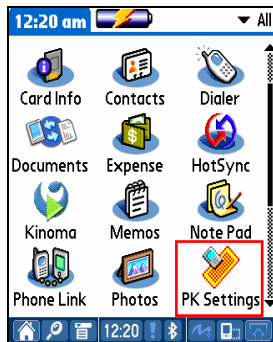 12:20 am All
Card Info Contacts Dialer
Documents Expense HotSync
Kinoma Memos Note Pad
Phone Link Photos PK Settings
12:20